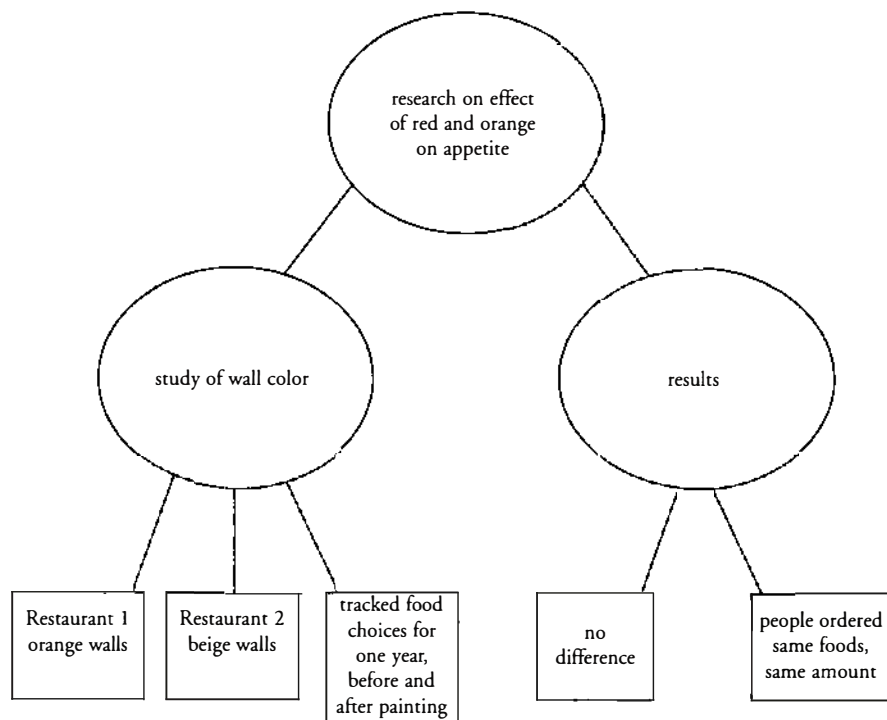 research on effect
of red and orange
on appetite
study of wall color
results
Restaurant 1
orange walls
Restaurant 2
beige walls
tracked food
choices for
one year,
before and
after painting
no
difference
people ordered
same foods,
same amount